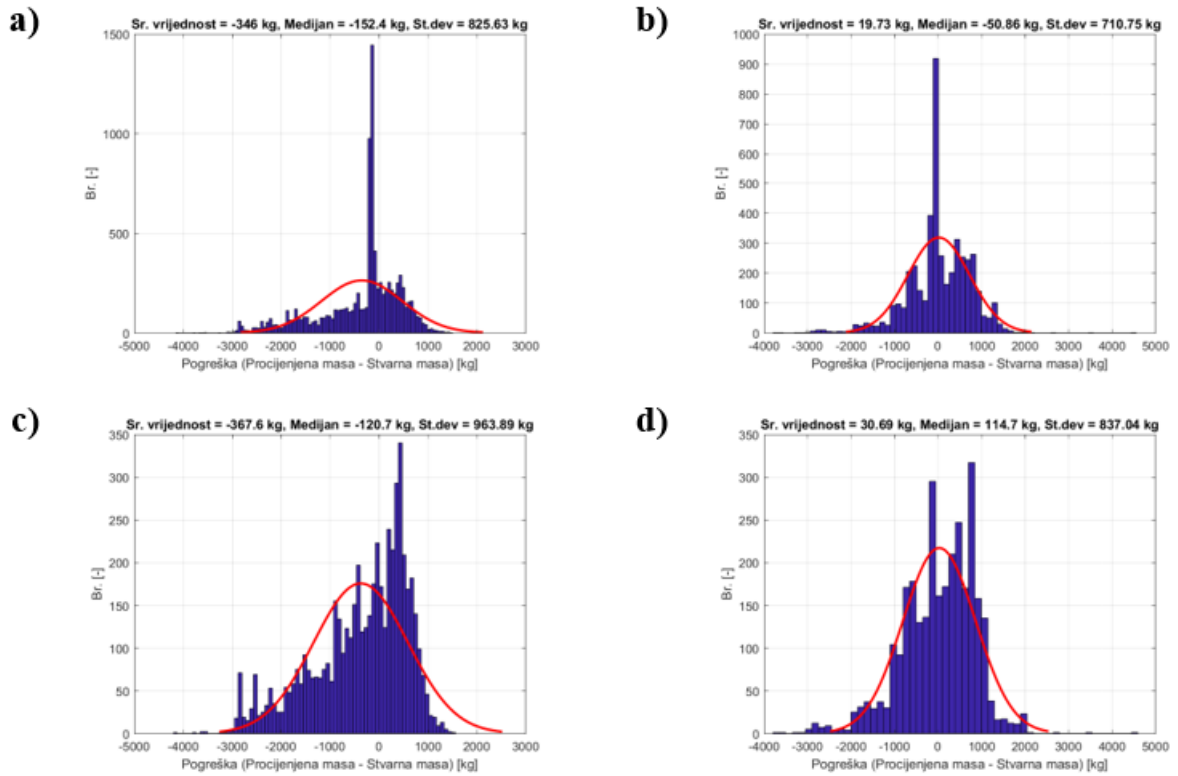 a)
Sr. vrijednost = -346 kg, Medijan = -152.4 kg, St.dev = 825.63 kg
1500
1000
500
0
Br. [-]
-5000 -4000 -3000 -2000 -1000 0 1000 2000 3000
Pogreška (Procijenjena masa - Stvarna masa) [kg]
b)
Sr. vrijednost = 19.73 kg, Medijan = -50.86 kg, St.dev = 710.75 kg
1000
900
800
700
600
500
400
300
200
100
0
Br. [-]
-4000 -3000 -2000 -1000 0 1000 2000 3000 4000 5000
Pogreška (Procijenjena masa - Stvarna masa) [kg]
c)
Sr. vrijednost = -367.6 kg, Medijan = -120.7 kg, St.dev = 963.89 kg
350
300
250
200
150
100
50
0
Br. [-]
-5000 -4000 -3000 -2000 -1000 0 1000 2000 3000
Pogreška (Procijenjena masa - Stvarna masa) [kg]
d)
Sr. vrijednost = 30.69 kg, Medijan = 114.7 kg, St.dev = 837.04 kg
350
300
250
200
150
100
50
0
Br. [-]
-4000 -3000 -2000 -1000 0 1000 2000 3000 4000 5000
Pogreška (Procijenjena masa - Stvarna masa) [kg]